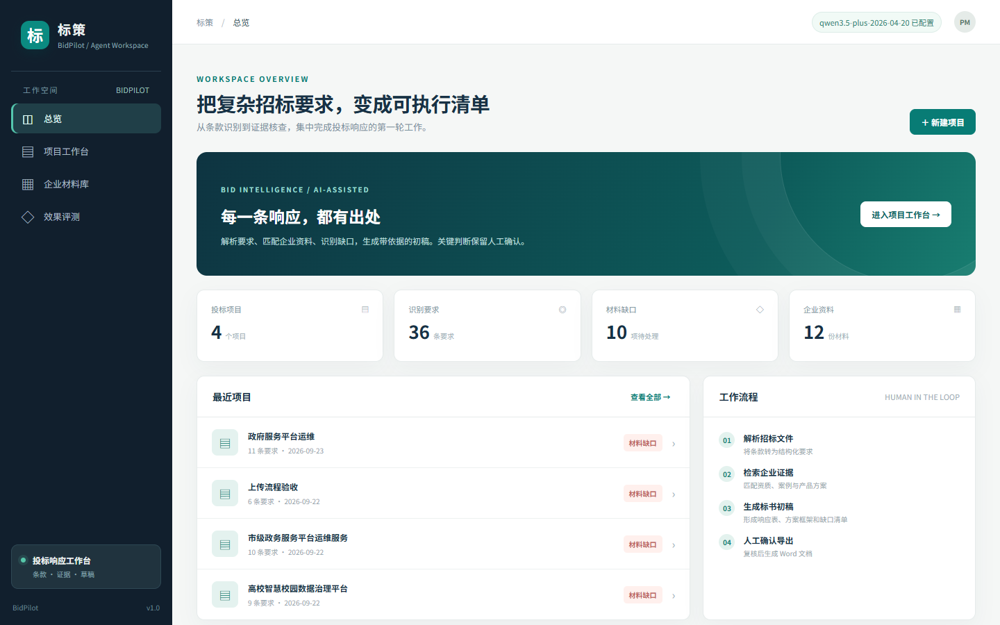 标
标策
BidPilot / Agent Workspace
工作空间 BIDPILOT
总览
项目工作台
企业材料库
效果评测
投标响应工作台
条款 · 证据 · 草稿
BidPilot v1.0
标策 / 总览
qwen3.5-plus-2026-04-20 已配置
PM
WORKSPACE OVERVIEW
把复杂招标要求，变成可执行清单
从条款识别到证据核查，集中完成投标响应的第一轮工作。
+ 新建项目
BID INTELLIGENCE / AI-ASSISTED
每一条响应，都有出处
解析要求、匹配企业资料、识别缺口，生成带依据的初稿。关键判断保留人工确认。
进入项目工作台 →
投标项目
4 个项目
识别要求
36 条要求
材料缺口
10 项待处理
企业资料
12 份材料
最近项目 查看全部 →
政府服务平台运维
11 条要求 · 2026-09-23
材料缺口 ›
上传流程验收
6 条要求 · 2026-09-22
材料缺口 ›
市级政务服务平台运维服务
10 条要求 · 2026-09-22
材料缺口 ›
高校智慧校园数据治理平台
9 条要求 · 2026-09-22
材料缺口 ›
工作流程 HUMAN IN THE LOOP
01 解析招标文件
将条款转为结构化要求
02 检索企业证据
匹配资质、案例与产品方案
03 生成标书初稿
形成响应表、方案框架和缺口清单
04 人工确认导出
复核后生成 Word 文档